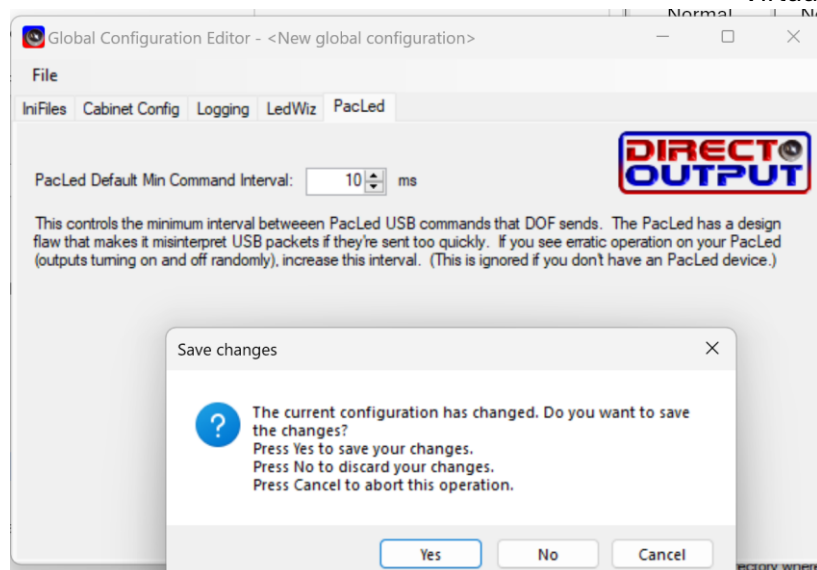 Normal
Global Configuration Editor - <New global configuration>
File
IniFiles Cabinet Config Logging LedWiz PacLed
DIRECT
OUTPUT
PacLed Default Min Command Interval: 10 ms
This controls the minimum interval betweeen PacLed USB commands that DOF sends. The PacLed has a design
flaw that makes it misinterpret USB packets if they're sent too quickly. If you see erratic operation on your PacLed
(outputs turning on and off randomly), increase this interval. (This is ignored if you don't have an PacLed device.)
Save changes
The current configuration has changed. Do you want to save
the changes?
Press Yes to save your changes.
Press No to discard your changes.
Press Cancel to abort this operation.
Yes No Cancel